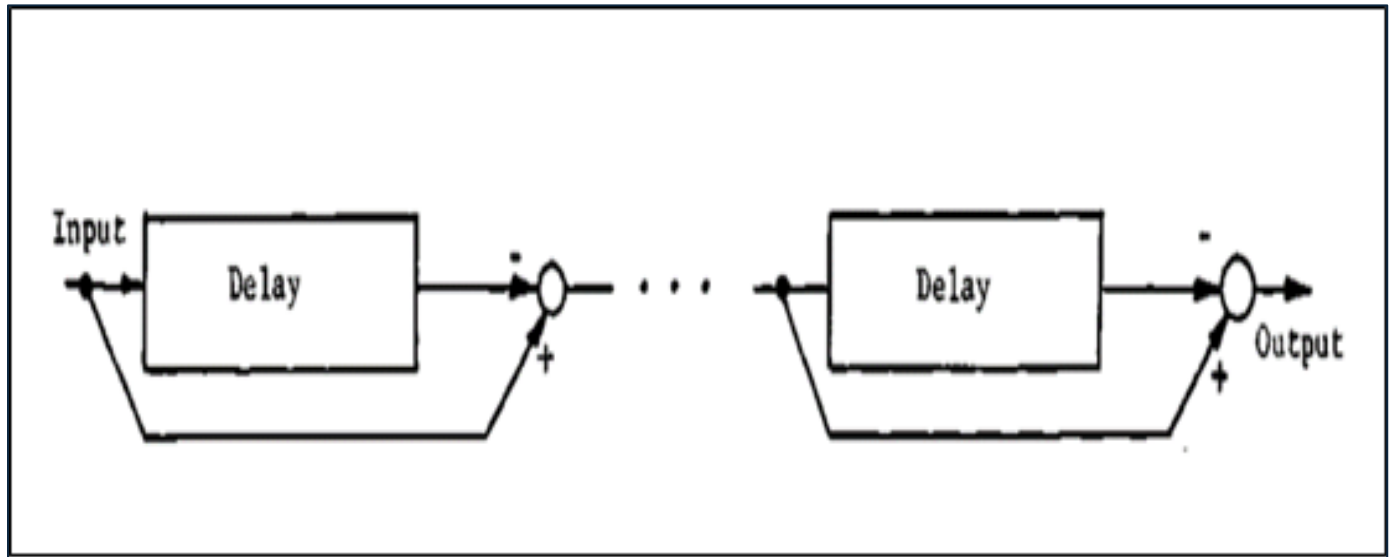 Input
Delay
-
+
. . .
Delay
-
+
Output